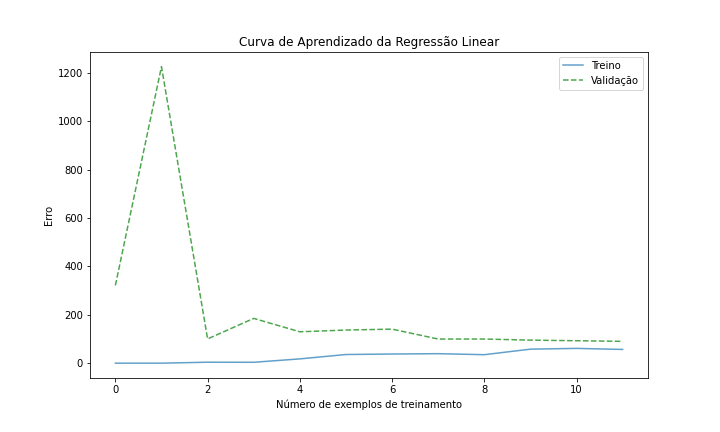 Curva de Aprendizado da Regressão Linear
Treino
Validação
1200
1000
800
600
400
200
0
Erro
0 2 4 6 8 10
Número de exemplos de treinamento